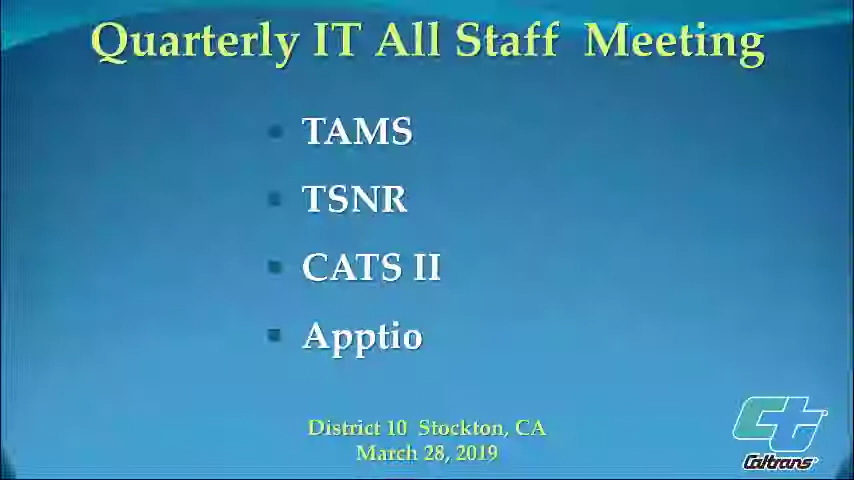 Quarterly IT All Staff Meeting
TAMS
TSNR
CATS II
Apptio
District 10 Stockton, CA
March 28, 2019
Caltrans